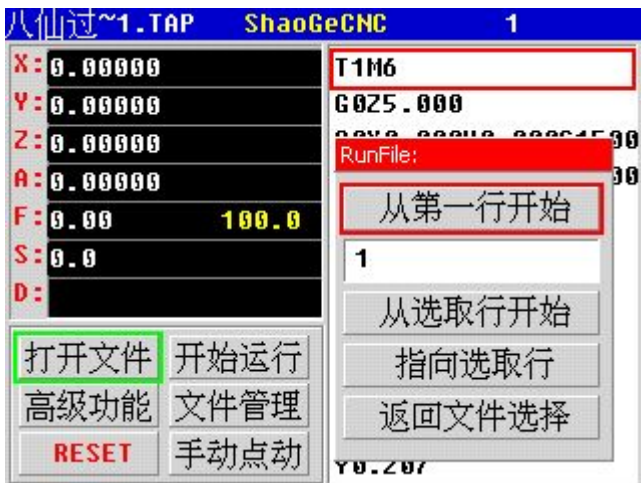 八仙过~1.TAP ShaoGeCNC 1
X:0.00000
Y:0.00000
Z:0.00000
A:0.00000
F:0.00 100.0
S:0.0
D:
打开文件 开始运行
高级功能 文件管理
RESET 手动点动
T1M6
G0Z5.000
RunFile:
从第一行开始
1
从选取行开始
指向选取行
返回文件选择
Y0.207